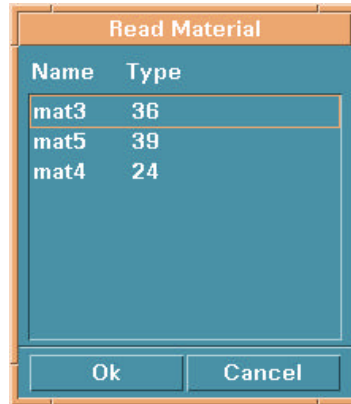 Read Material
Name Type
mat3 36
mat5 39
mat4 24
Ok Cancel